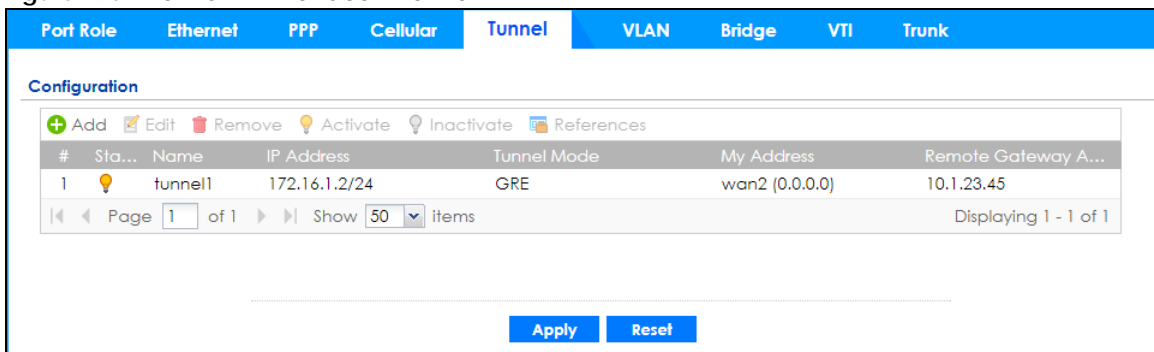 Port Role Ethernet PPP Cellular Tunnel VLAN Bridge VTI Trunk
Configuration
Add Edit Remove Activate Inactivate References
# Sta... Name IP Address Tunnel Mode My Address Remote Gateway A...
1 tunnel1 172.16.1.2/24 GRE wan2 (0.0.0.0) 10.1.23.45
Page 1 of 1 Show 50 items Displaying 1 - 1 of 1
Apply Reset